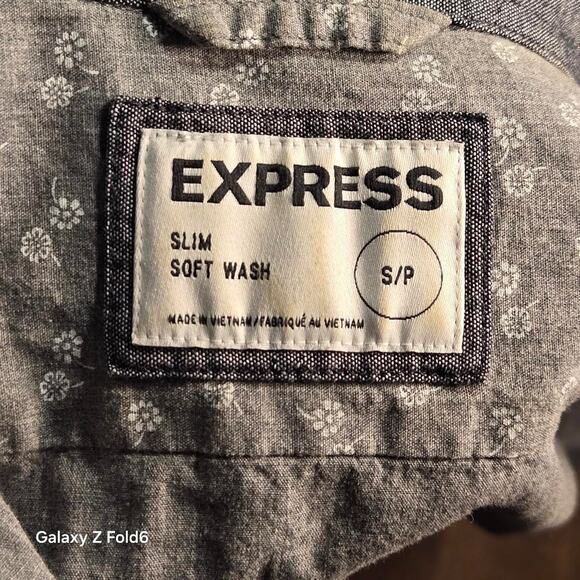 EXPRESS
SLIM
SOFT WASH
S/P
MADE IN VIETNAM/FABRIQUÉ AU VIETNAM
Galaxy Z Fold6